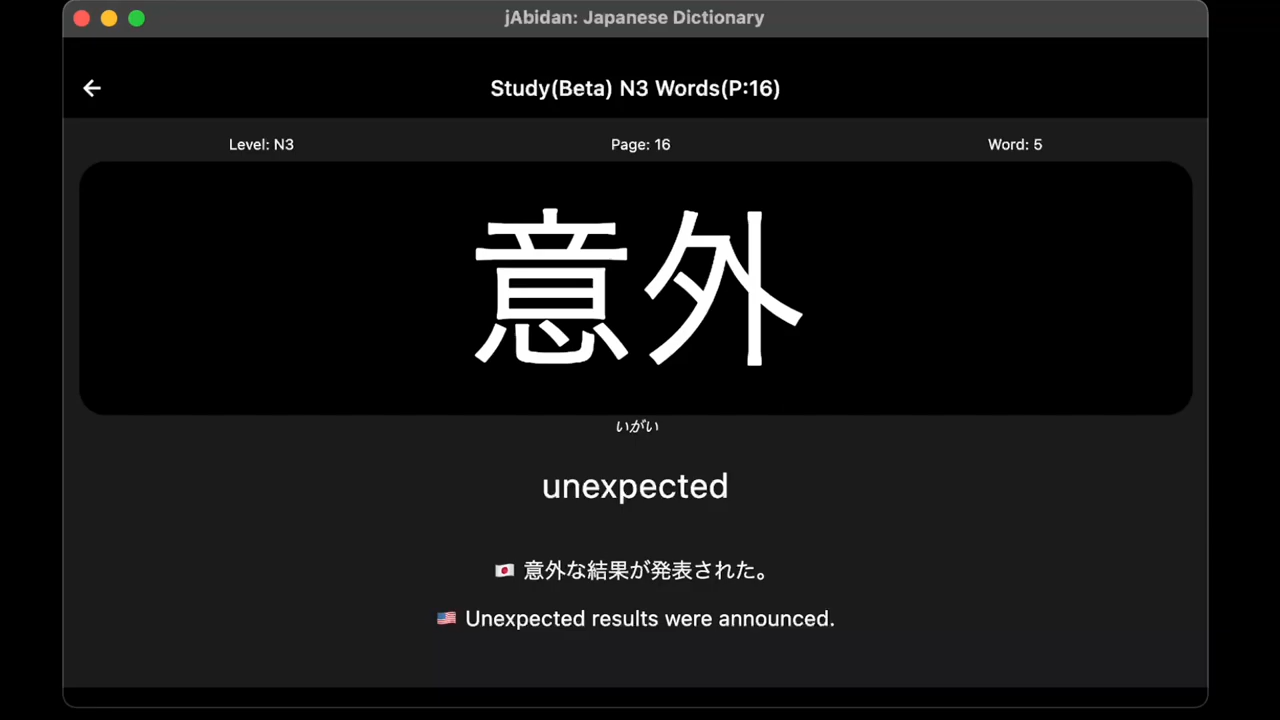 jAbidan: Japanese Dictionary
Study(Beta) N3 Words(P:16)
Level: N3
Page: 16
Word: 5
意外
いがい
unexpected
🇯🇵 意外な結果が発表された。
🇺🇸 Unexpected results were announced.